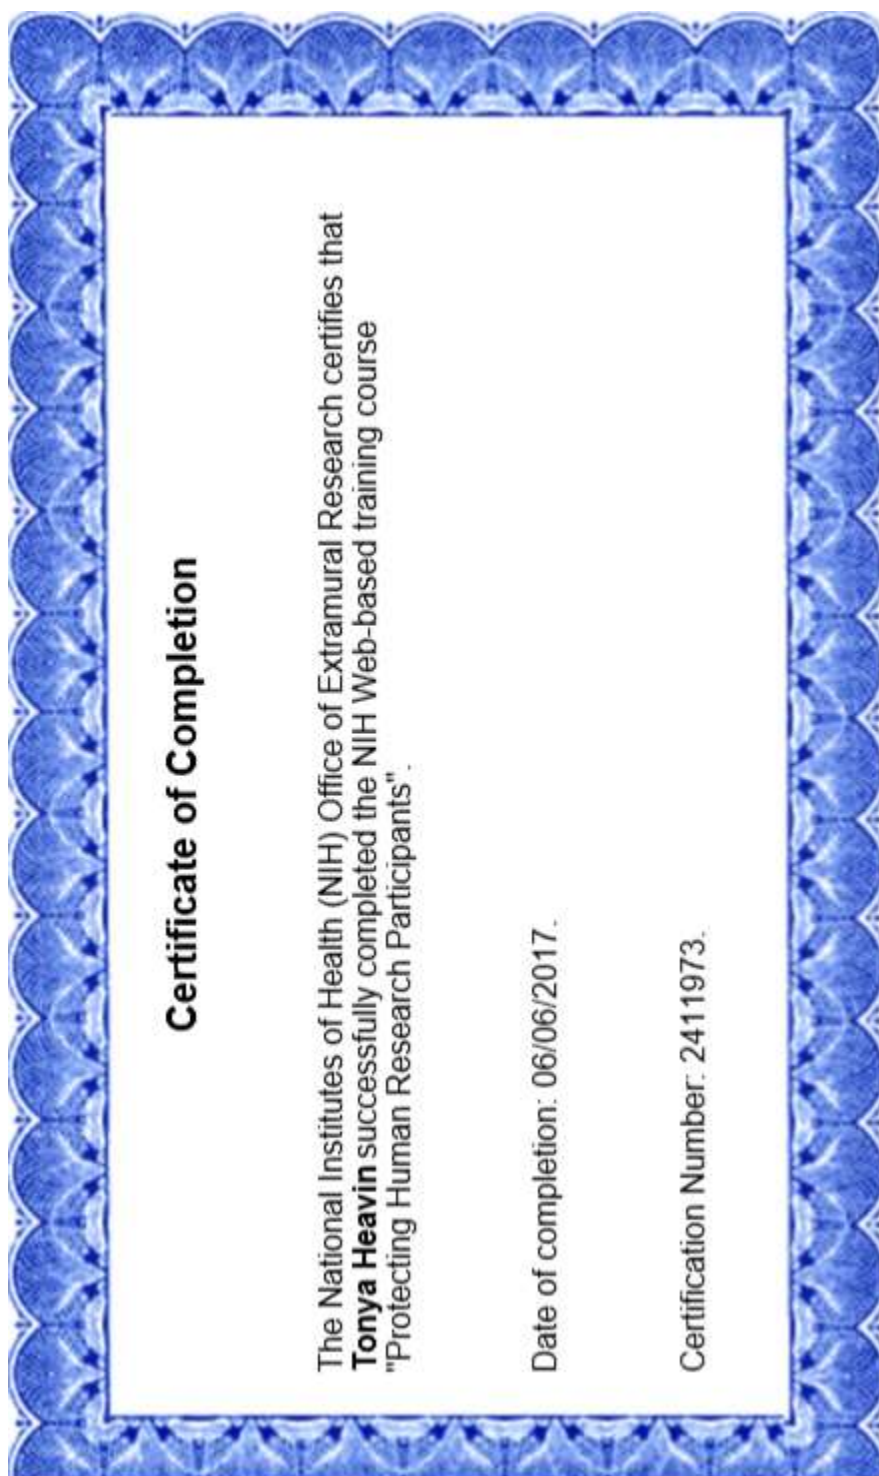 Certificate of Completion
The National Institutes of Health (NIH) Office of Extramural Research certifies that
Tonya Heavin successfully completed the NIH Web-based training course
"Protecting Human Research Participants".
Date of completion: 06/06/2017.
Certification Number: 2411973.